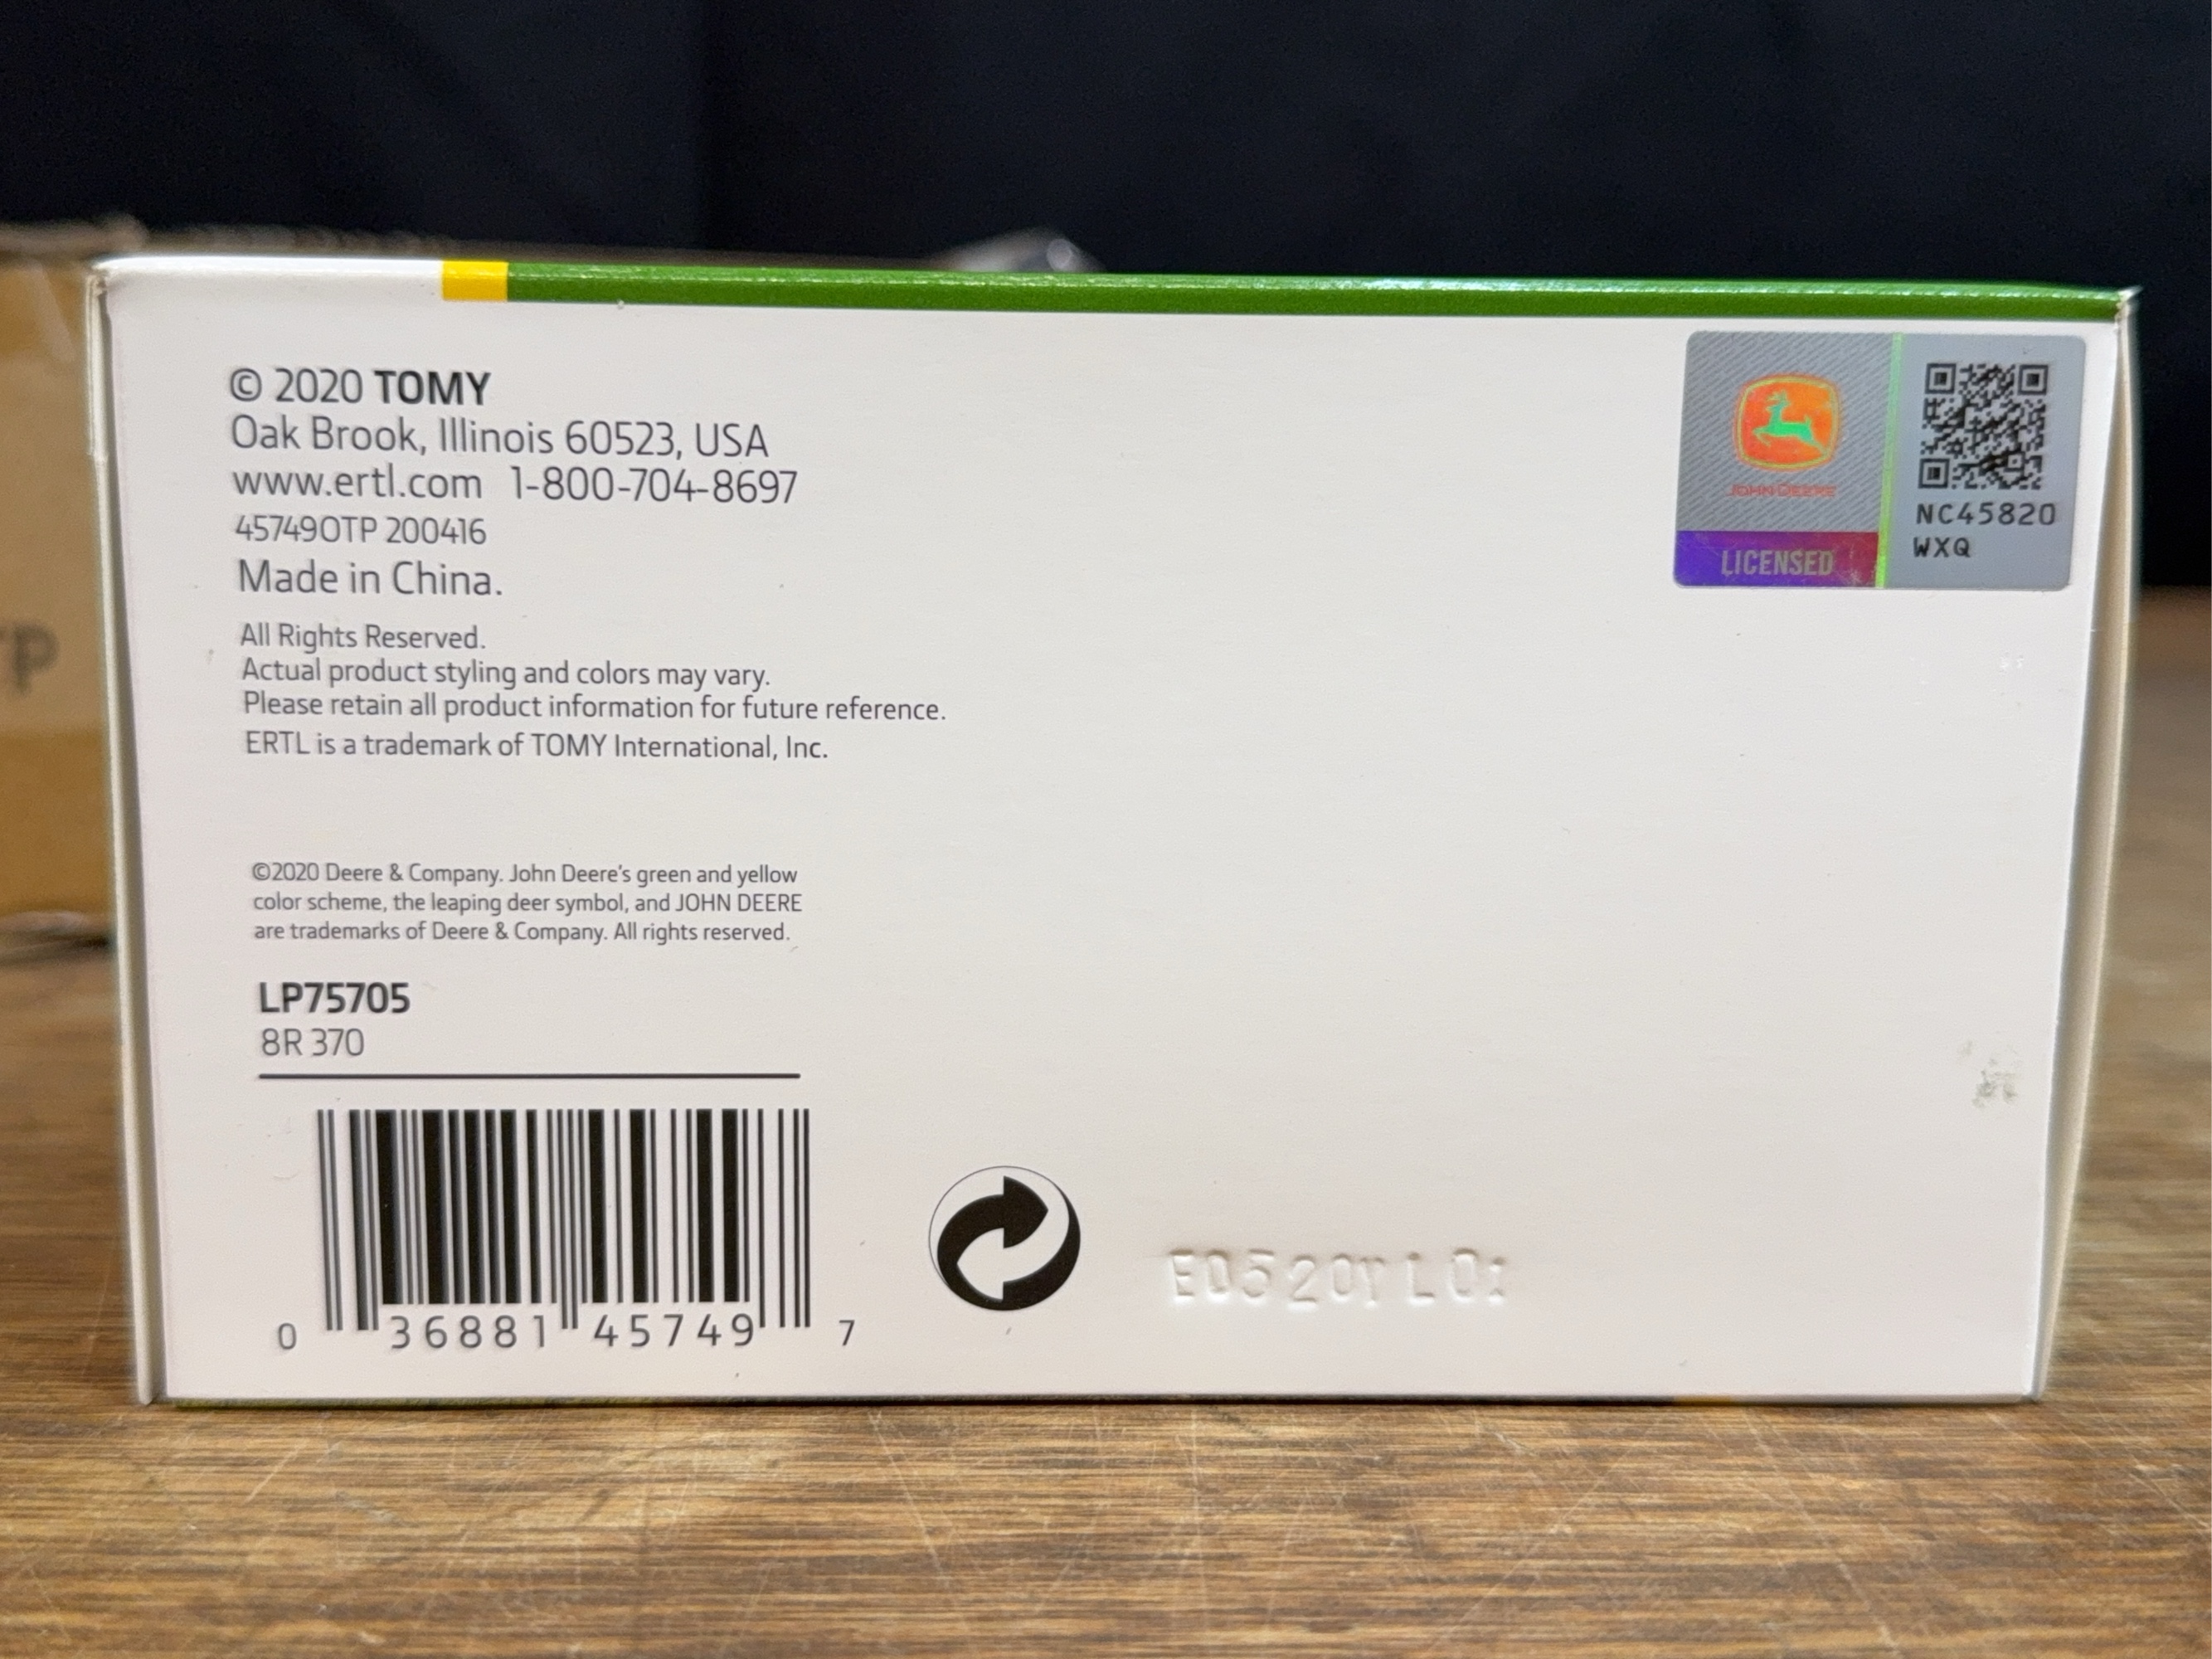 © 2020 TOMY
Oak Brook, Illinois 60523, USA
www.ertl.com 1-800-704-8697
45749OTP 200416
Made in China.
All Rights Reserved.
Actual product styling and colors may vary.
Please retain all product information for future reference.
ERTL is a trademark of TOMY International, Inc.
©2020 Deere & Company. John Deere's green and yellow
color scheme, the leaping deer symbol, and JOHN DEERE
are trademarks of Deere & Company. All rights reserved.
LP75705
8R 370
0 36881 45749 7
E0520YL01
JOHN DEERE
LICENSED
NC45820
WXQ
TP